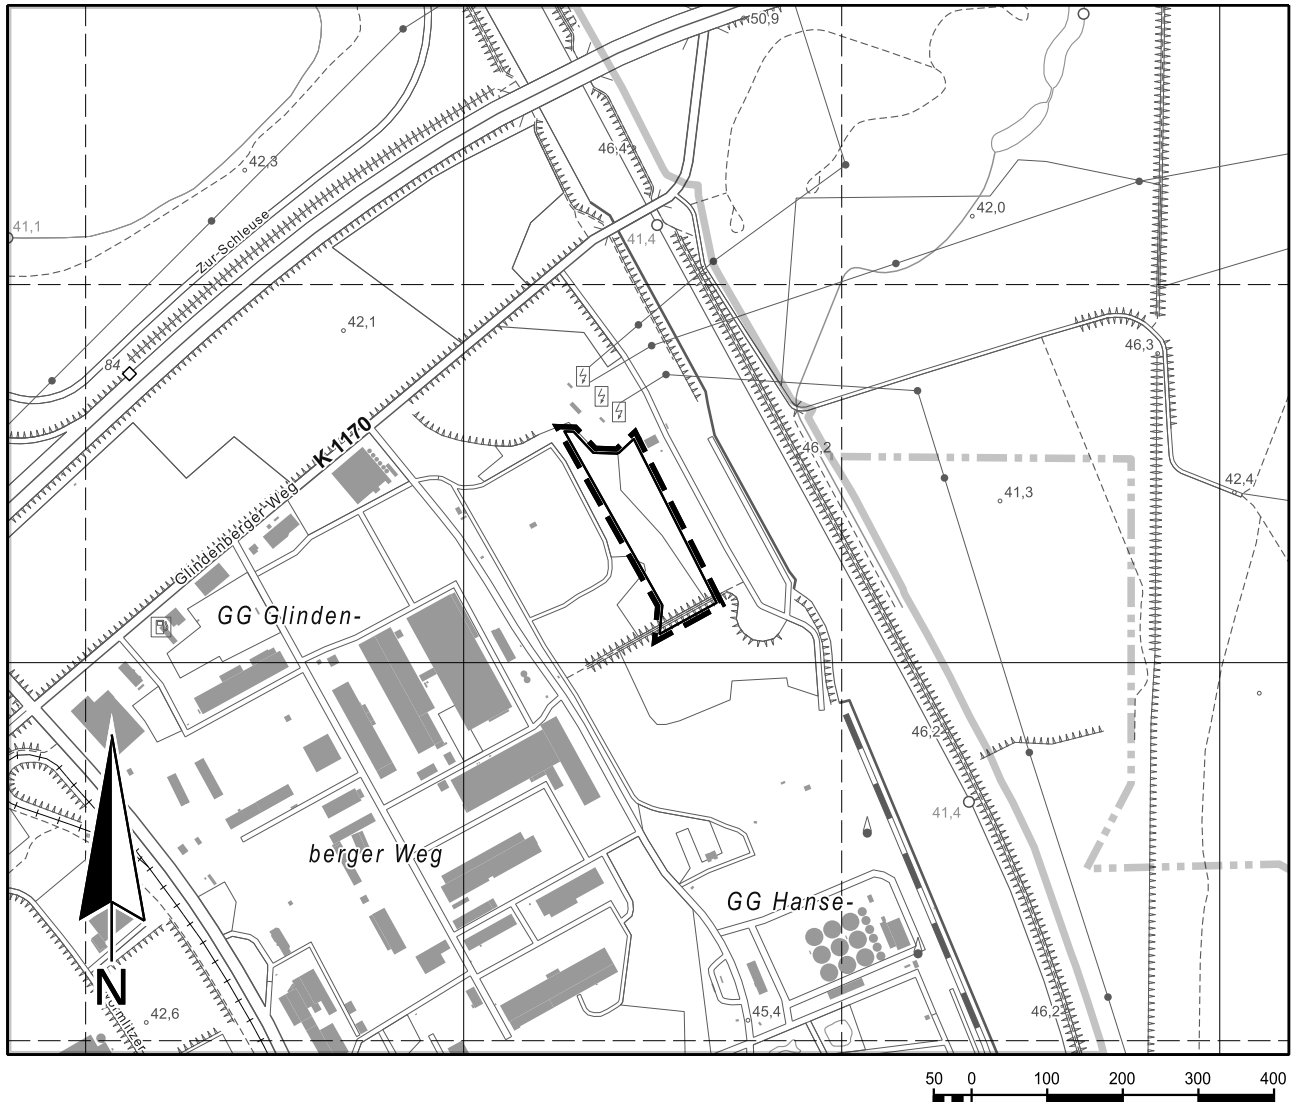 50,9
46,4
42,3
41,1
Zur-Schleuse
42,0
41,4
42,1
46,3
84
K 1170
46,2
42,4
41,3
Glindenberger-Weg
GG Glinden-
46,2
41,4
berger Weg
GG Hanse-
N
42,6
45,4
46,2
50 0 100 200 300 400